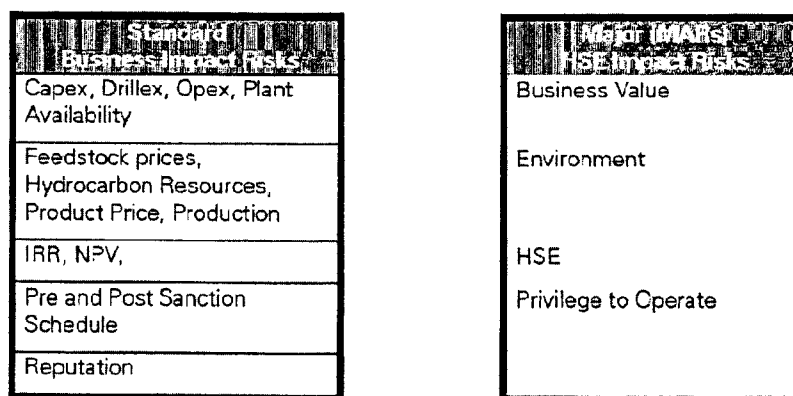 Standard
Business Impact Risks
Capex, Drillex, Opex, Plant
Availability
Feedstock prices,
Hydrocarbon Resources,
Product Price, Production
IRR, NPV,
Pre and Post Sanction
Schedule
Reputation
Major (MARs)
HSE Impact Risks
Business Value
Environment
HSE
Privilege to Operate